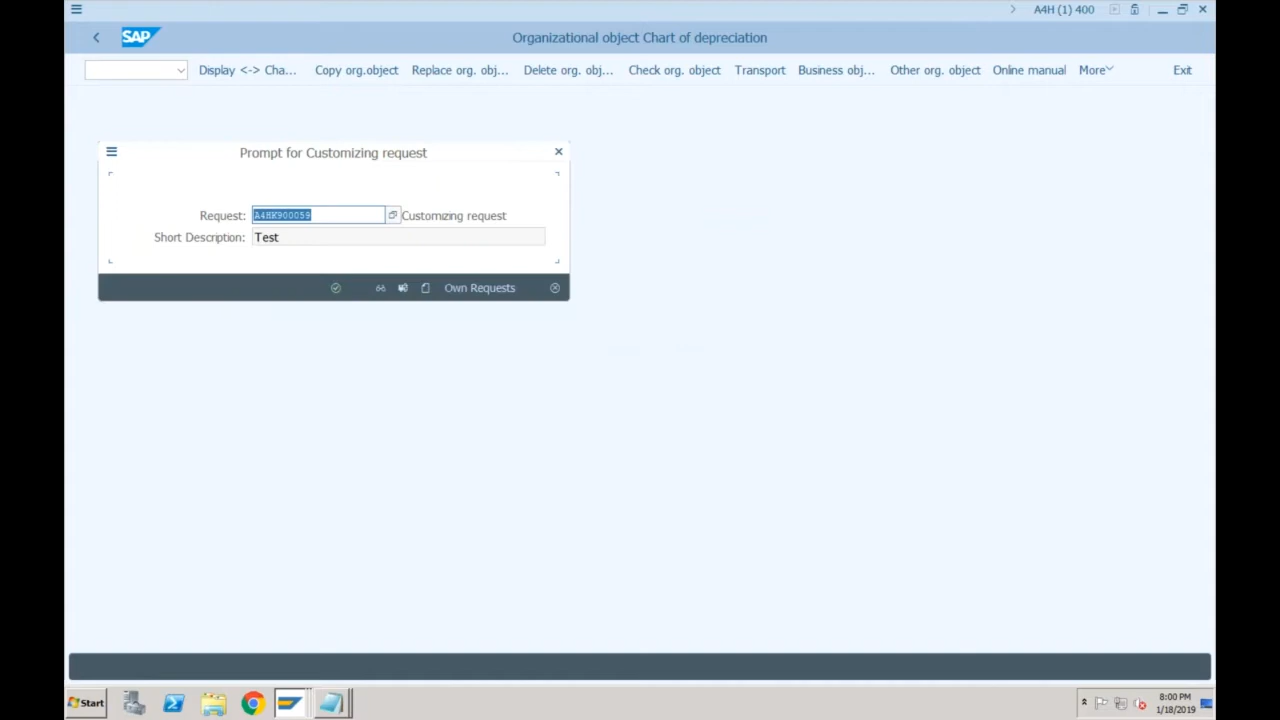 A4H (1) 400
SAP
Organizational object Chart of depreciation
Display <-> Cha... Copy org.object Replace org. obj... Delete org. obj... Check org. object Transport Business obj... Other org. object Online manual More Exit
Prompt for Customizing request
Request: A4HK900059 Customizing request
Short Description: Test
Own Requests
Start
8:00 PM
1/18/2019